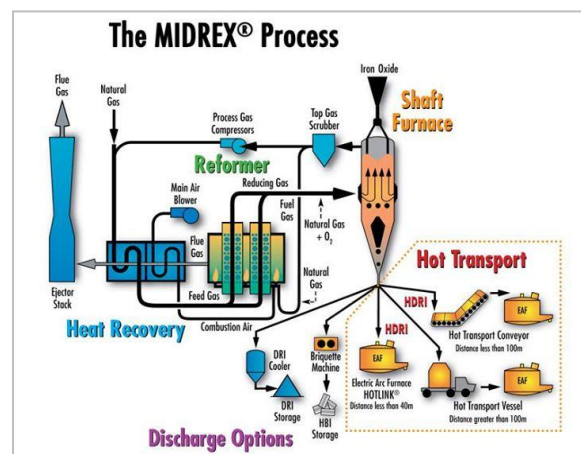 The MIDREX® Process
Flue
Gas
Natural
Gas
Process Gas
Compressors
Top Gas
Scrubber
Iron Oxide
Shaft
Furnace
Reformer
Main Air
Blower
Reducing Gas
Fuel
Gas
Natural Gas
+ O2
Flue
Gas
Natural
Gas
Ejector
Stack
Heat Recovery
Feed Gas
Combustion Air
Hot Transport
HDRI
HDRI
EAF
Hot Transport Conveyor
Distance less than 100m
DRI
Cooler
DRI
Storage
Briquette
Machine
HBI
Storage
EAF
Electric Arc Furnace
HOTLINK®
Distance less than 40m
EAF
Hot Transport Vessel
Distance greater than 100m
Discharge Options